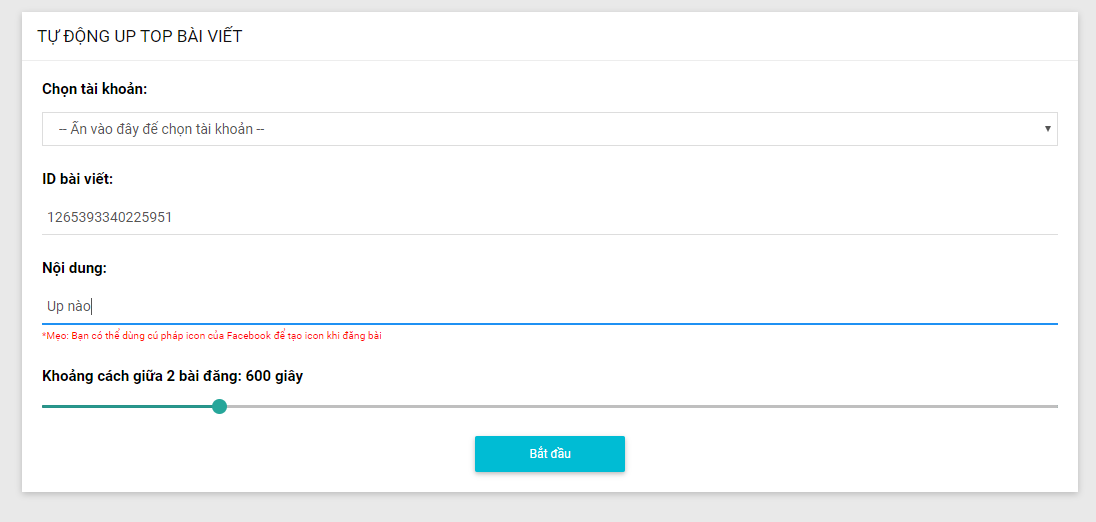 TỰ ĐỘNG UP TOP BÀI VIẾT
Chọn tài khoản:
-- Ấn vào đây để chọn tài khoản --
ID bài viết:
1265393340225951
Nội dung:
Up nào
*Mẹo: Bạn có thể dùng cú pháp icon của Facebook để tạo icon khi đăng bài
Khoảng cách giữa 2 bài đăng: 600 giây
Bắt đầu